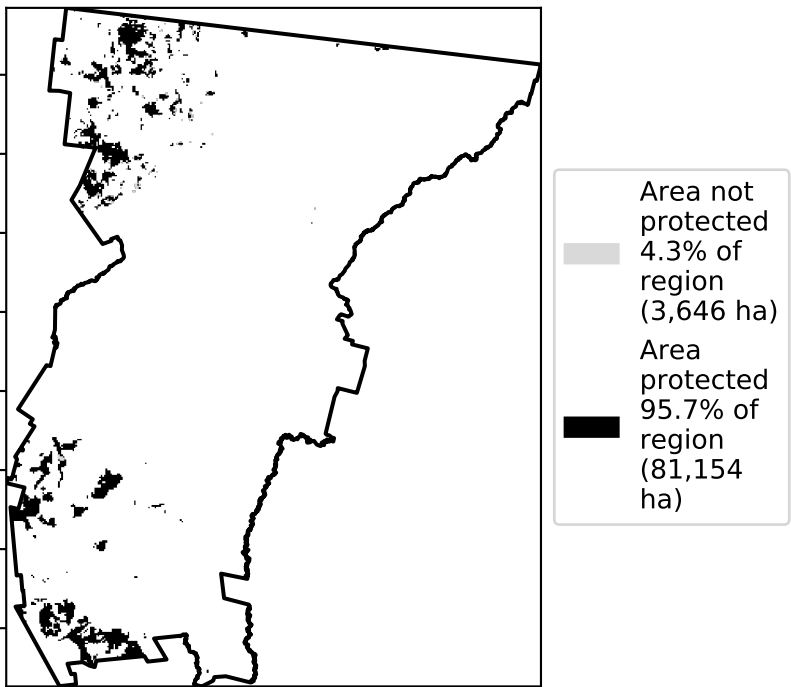 Area not
protected
4.3% of
region
(3,646 ha)
Area
protected
95.7% of
region
(81,154
ha)